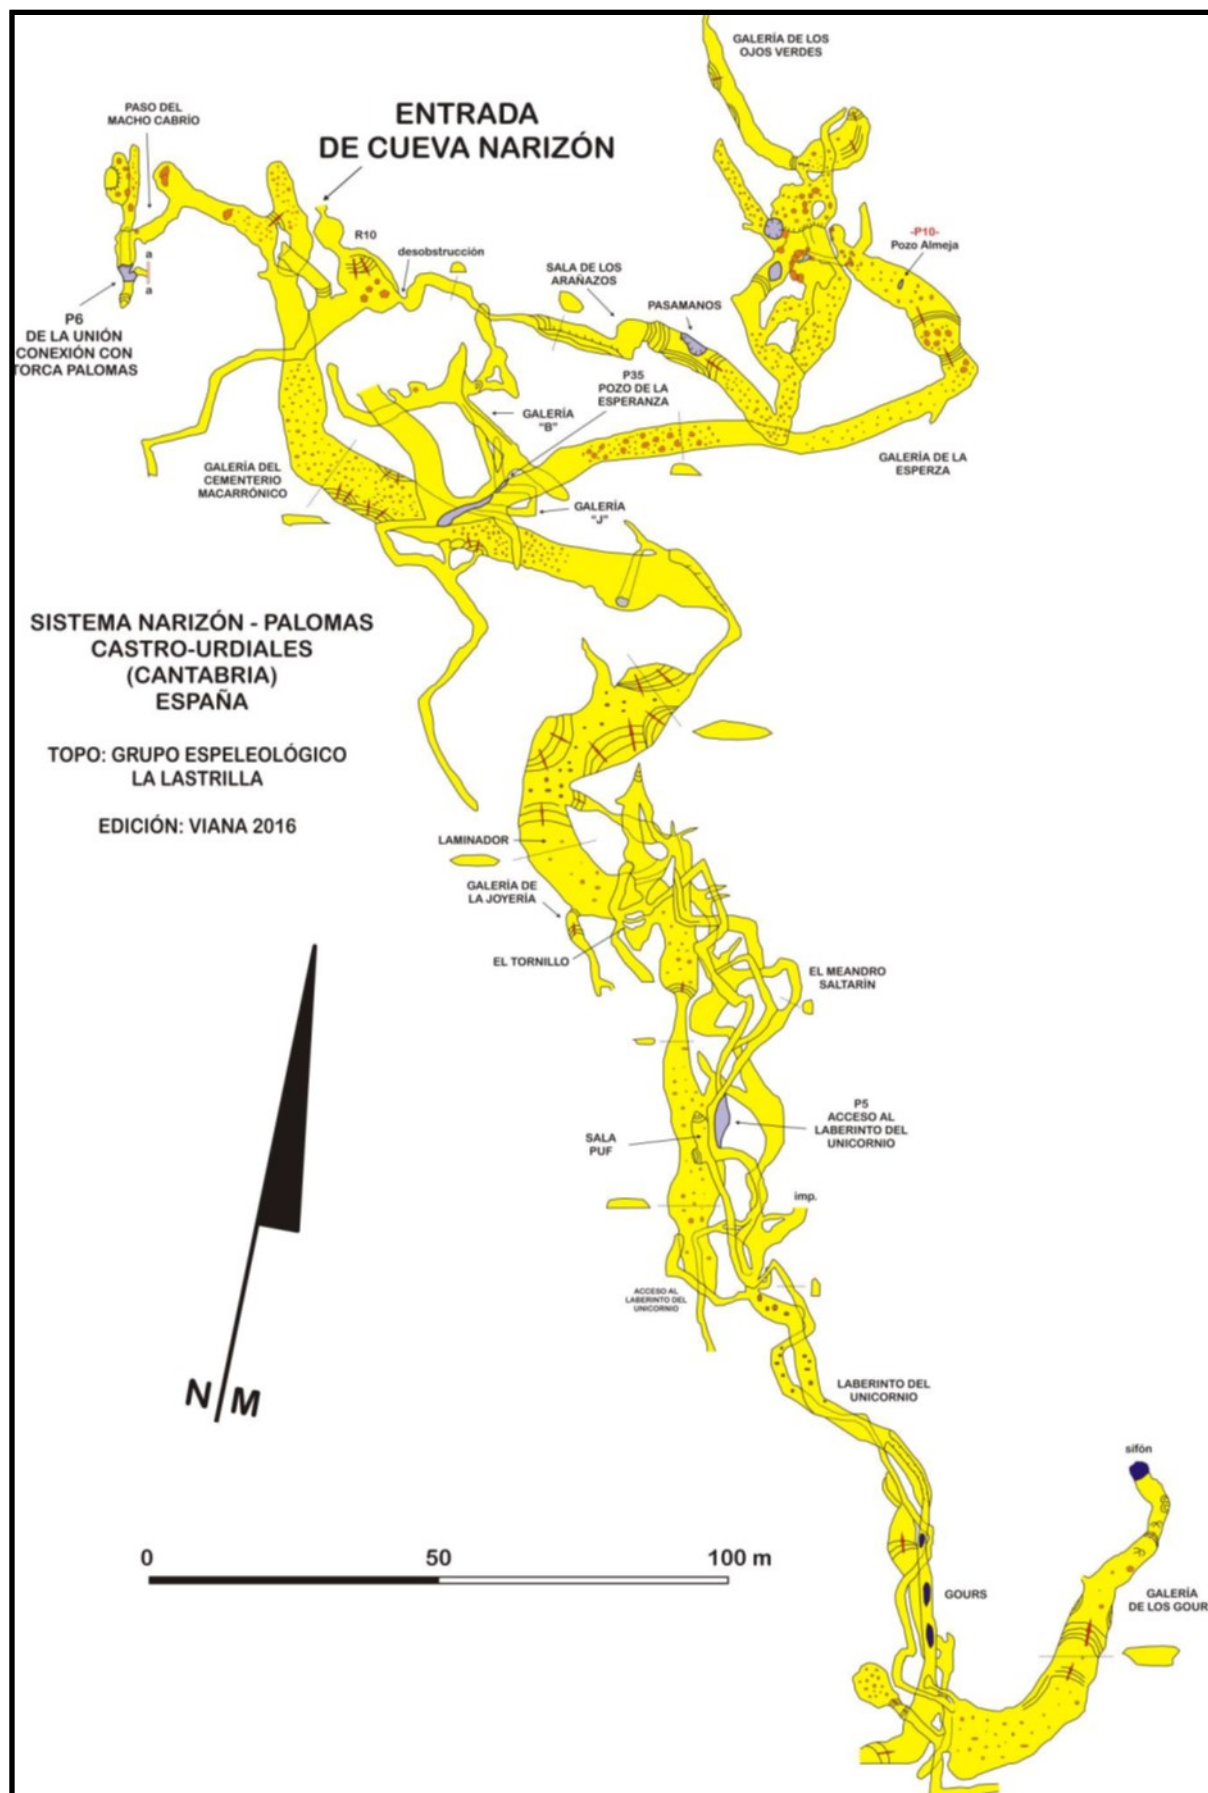 GALERÍA DE LOS
OJOS VERDES
PASO DEL
MACHO CABRÍO
ENTRADA
DE CUEVA NARIZÓN
R10
desobstrucción
-P10-
Pozo Almeja
SALA DE LOS
ARAÑAZOS
PASAMANOS
a
a
P6
DE LA UNIÓN
CONEXIÓN CON
TORCA PALOMAS
P35
POZO DE LA
ESPERANZA
GALERÍA
"B"
GALERÍA DE LA
ESPERZA
GALERÍA DEL
CEMENTERIO
MACARRÓNICO
GALERÍA
"J"
SISTEMA NARIZÓN - PALOMAS
CASTRO-URDIALES
(CANTABRIA)
ESPAÑA
TOPO: GRUPO ESPELEOLÓGICO
LA LASTRILLA
EDICIÓN: VIANA 2016
LAMINADOR
GALERÍA DE
LA JOYERÍA
EL TORNILLO
EL MEANDRO
SALTARÍN
P5
ACCESO AL
LABERINTO DEL
UNICORNIO
SALA
PUF
imp.
ACCESO AL
LABERINTO DEL
UNICORNIO
N/M
LABERINTO DEL
UNICORNIO
sifón
0 50 100 m
GOURS
GALERÍA
DE LOS GOUR